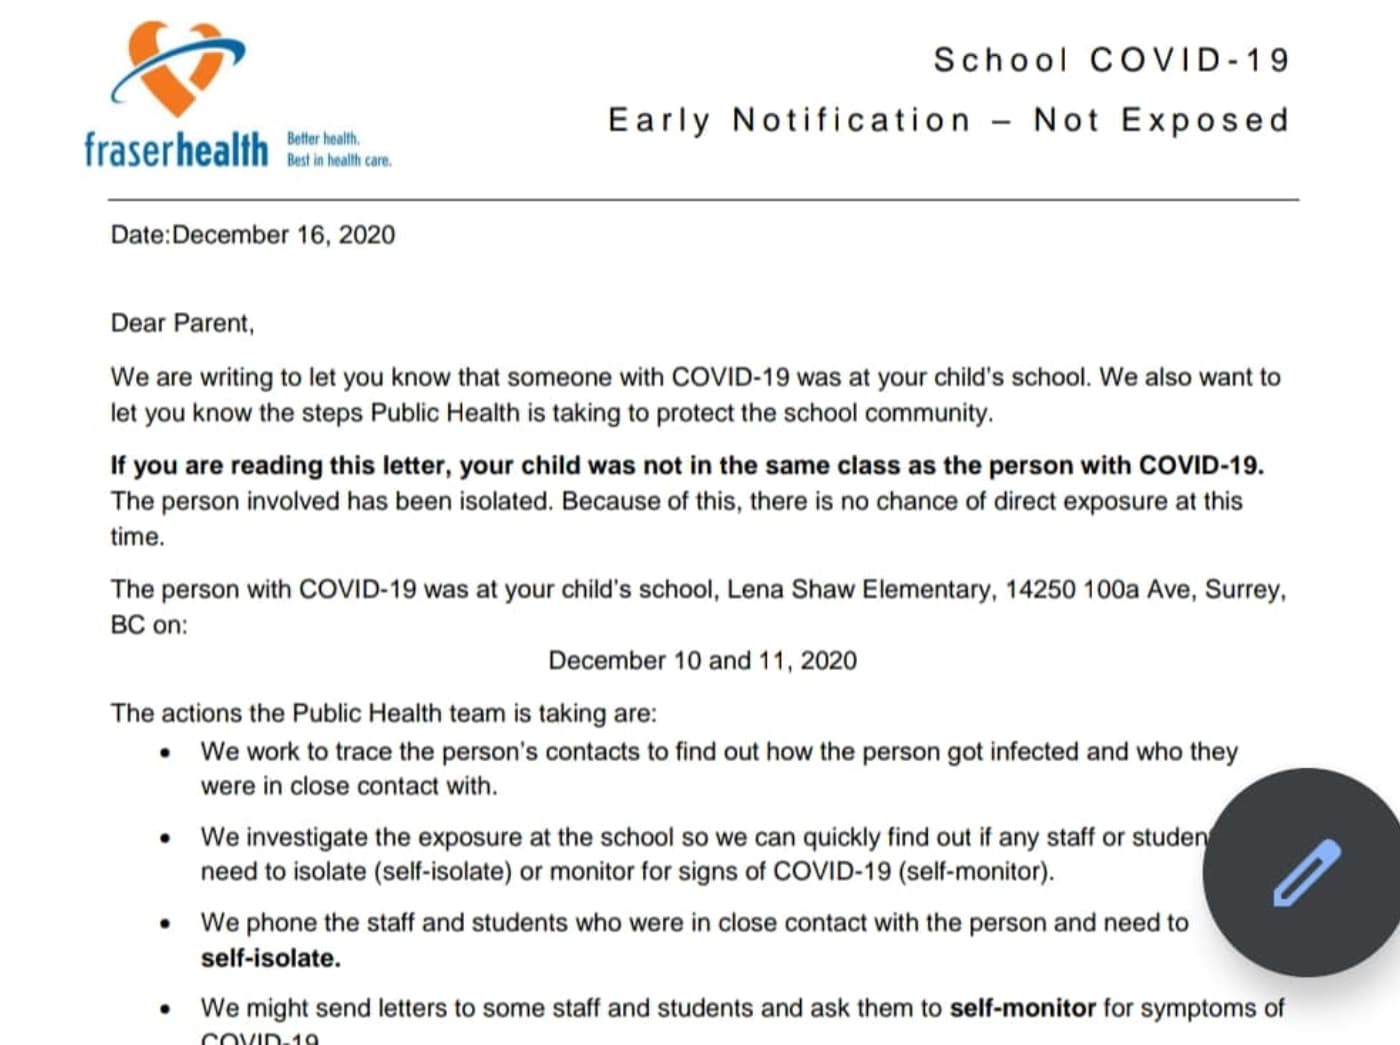 School COVID-19
Early Notification – Not Exposed
fraserhealth
Better health.
Best in health care.
Date:December 16, 2020
Dear Parent,
We are writing to let you know that someone with COVID-19 was at your child's school. We also want to
let you know the steps Public Health is taking to protect the school community.
If you are reading this letter, your child was not in the same class as the person with COVID-19.
The person involved has been isolated. Because of this, there is no chance of direct exposure at this
time.
The person with COVID-19 was at your child's school, Lena Shaw Elementary, 14250 100a Ave, Surrey,
BC on:
December 10 and 11, 2020
The actions the Public Health team is taking are:
• We work to trace the person's contacts to find out how the person got infected and who they
were in close contact with.
• We investigate the exposure at the school so we can quickly find out if any staff or studen
need to isolate (self-isolate) or monitor for signs of COVID-19 (self-monitor).
• We phone the staff and students who were in close contact with the person and need to
self-isolate.
• We might send letters to some staff and students and ask them to self-monitor for symptoms of
COVID-19